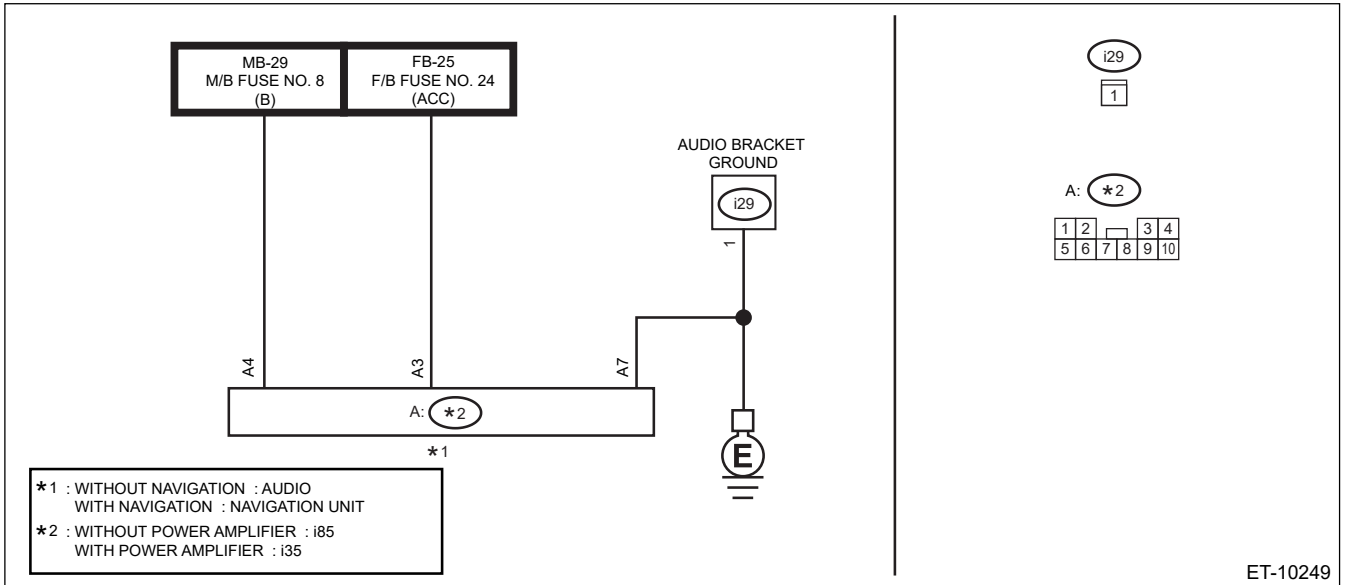 MB-29
M/B FUSE NO. 8
(B)
FB-25
F/B FUSE NO. 24
(ACC)
AUDIO BRACKET
GROUND
i29
1
A4
A3
A7
A: *2
*1
E
*1 : WITHOUT NAVIGATION : AUDIO
WITH NAVIGATION : NAVIGATION UNIT
*2 : WITHOUT POWER AMPLIFIER : i85
WITH POWER AMPLIFIER : i35
i29
1
A: *2
1 2 3 4
5 6 7 8 9 10
ET-10249